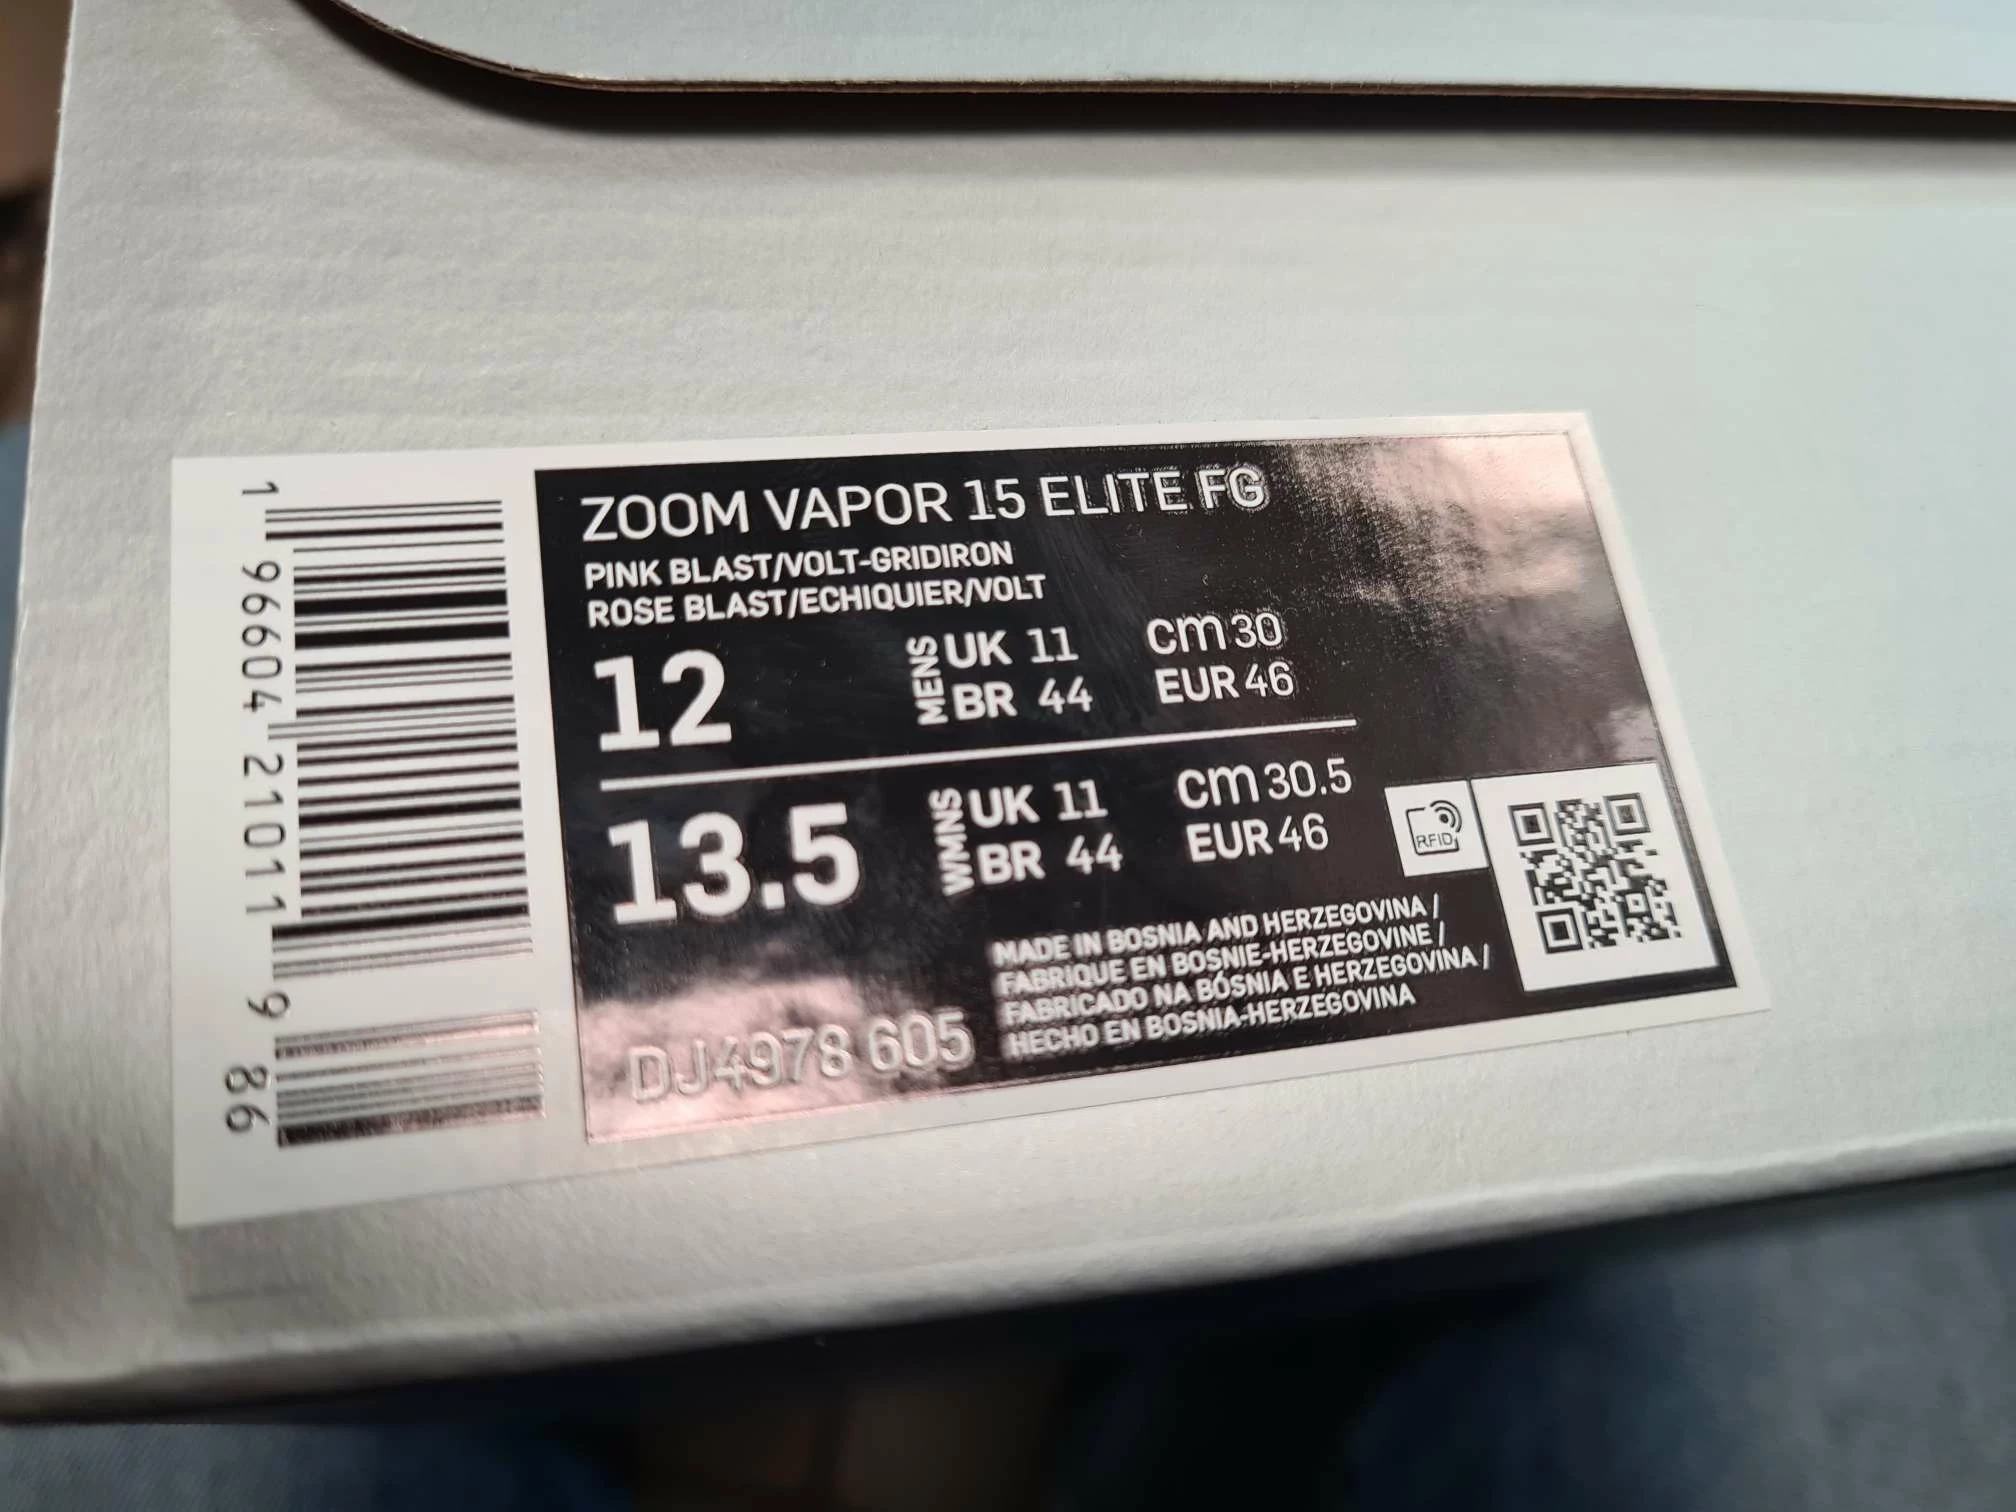 1 96604 21011 9 86
ZOOM VAPOR 15 ELITE FG
PINK BLAST/VOLT-GRIDIRON
ROSE BLAST/ECHIQUIER/VOLT
12
MENS
UK 11
cm 30
BR 44
EUR 46
13.5
WMNS
UK 11
cm 30.5
BR 44
EUR 46
RFID
MADE IN BOSNIA AND HERZEGOVINA /
FABRIQUE EN BOSNIE-HERZEGOVINE /
FABRICADO NA BÓSNIA E HERZEGOVINA /
HECHO EN BOSNIA-HERZEGOVINA
DJ4978 605